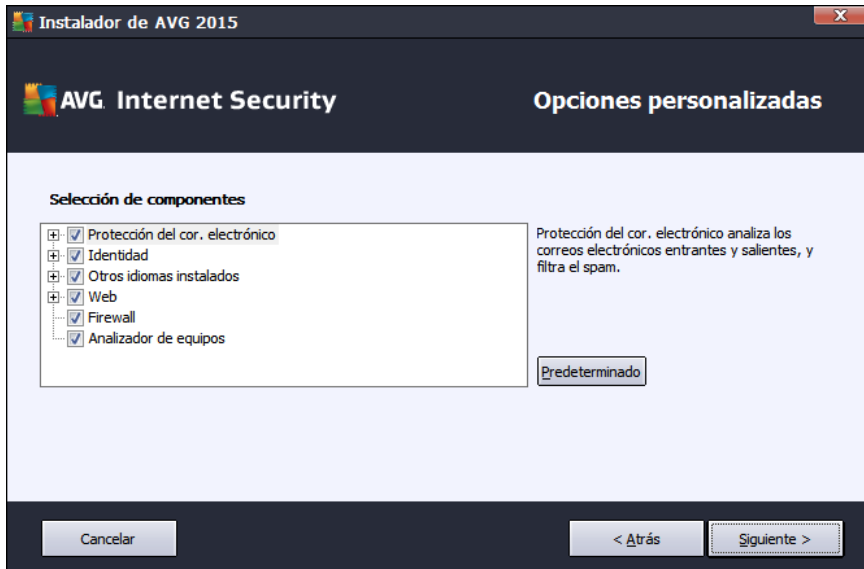 Instalador de AVG 2015
X
AVG. Internet Security
Opciones personalizadas
Selección de componentes
Protección del cor. electrónico
Identidad
Otros idiomas instalados
Web
Firewall
Analizador de equipos
Protección del cor. electrónico analiza los
correos electrónicos entrantes y salientes, y
filtra el spam.
Predeterminado
Cancelar
< Atrás
Siguiente >